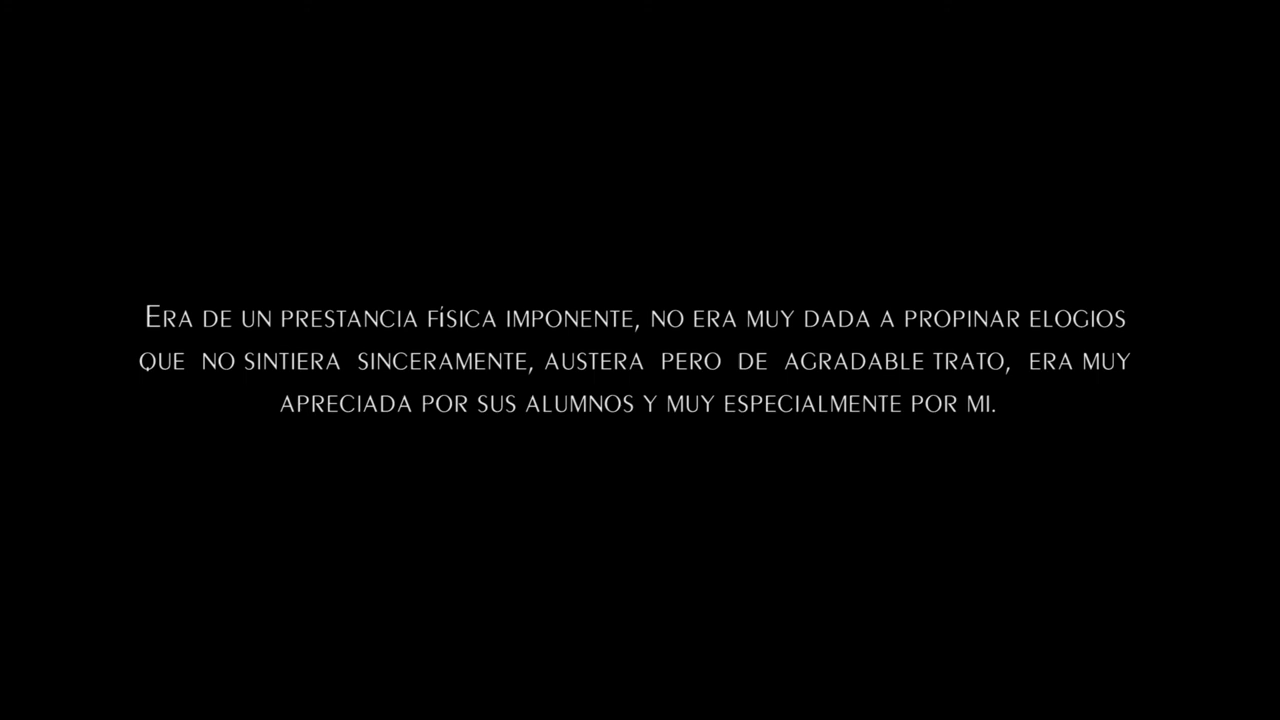 Era de un prestancia física imponente, no era muy dada a propinar elogios
que no sintiera sinceramente, austera pero de agradable trato, era muy
apreciada por sus alumnos y muy especialmente por mi.